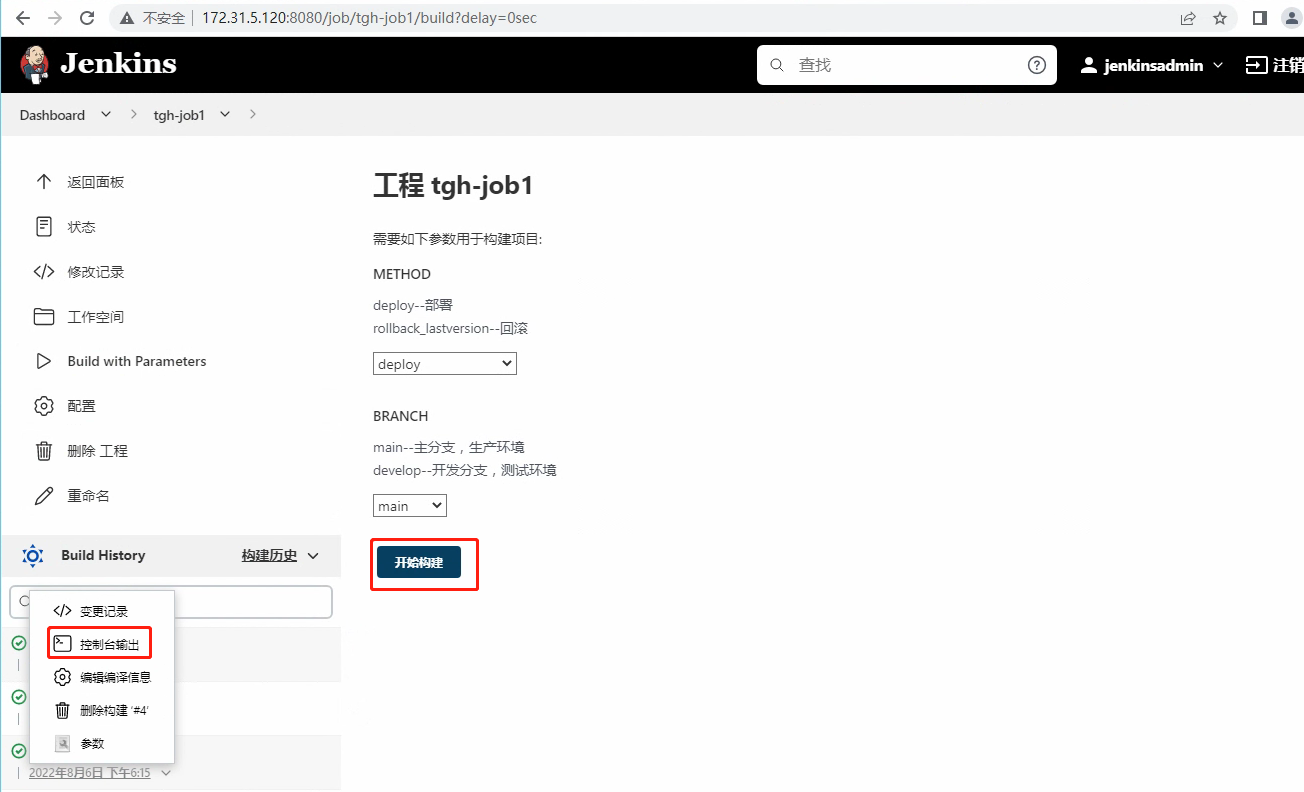 不安全 172.31.5.120:8080/job/tgh-job1/build?delay=0sec
Jenkins
查找
jenkinsadmin
注销
Dashboard
tgh-job1
返回面板
状态
修改记录
工作空间
Build with Parameters
配置
删除 工程
重命名
Build History 构建历史
变更记录
控制台输出
编辑编译信息
删除构建 '#4'
参数
2022年8月6日 下午6:15
工程 tgh-job1
需要如下参数用于构建项目:
METHOD
deploy--部署
rollback_lastversion--回滚
deploy
BRANCH
main--主分支，生产环境
develop--开发分支，测试环境
main
开始构建